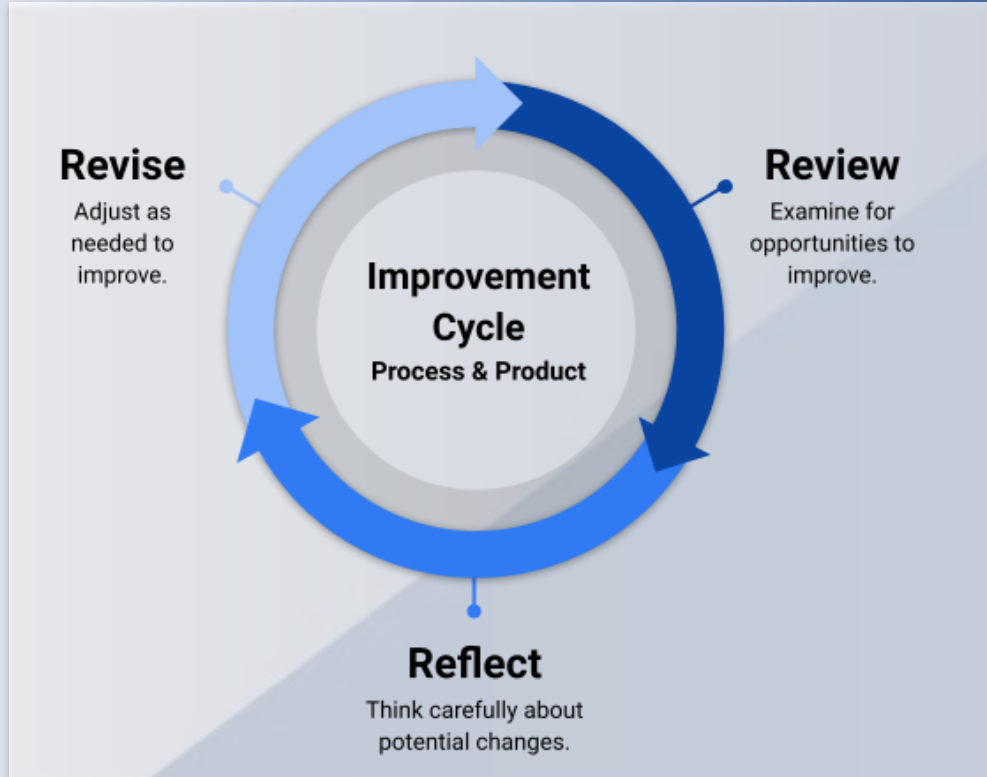 Revise
Adjust as
needed to
improve.
Improvement
Cycle
Process & Product
Review
Examine for
opportunities to
improve.
Reflect
Think carefully about
potential changes.